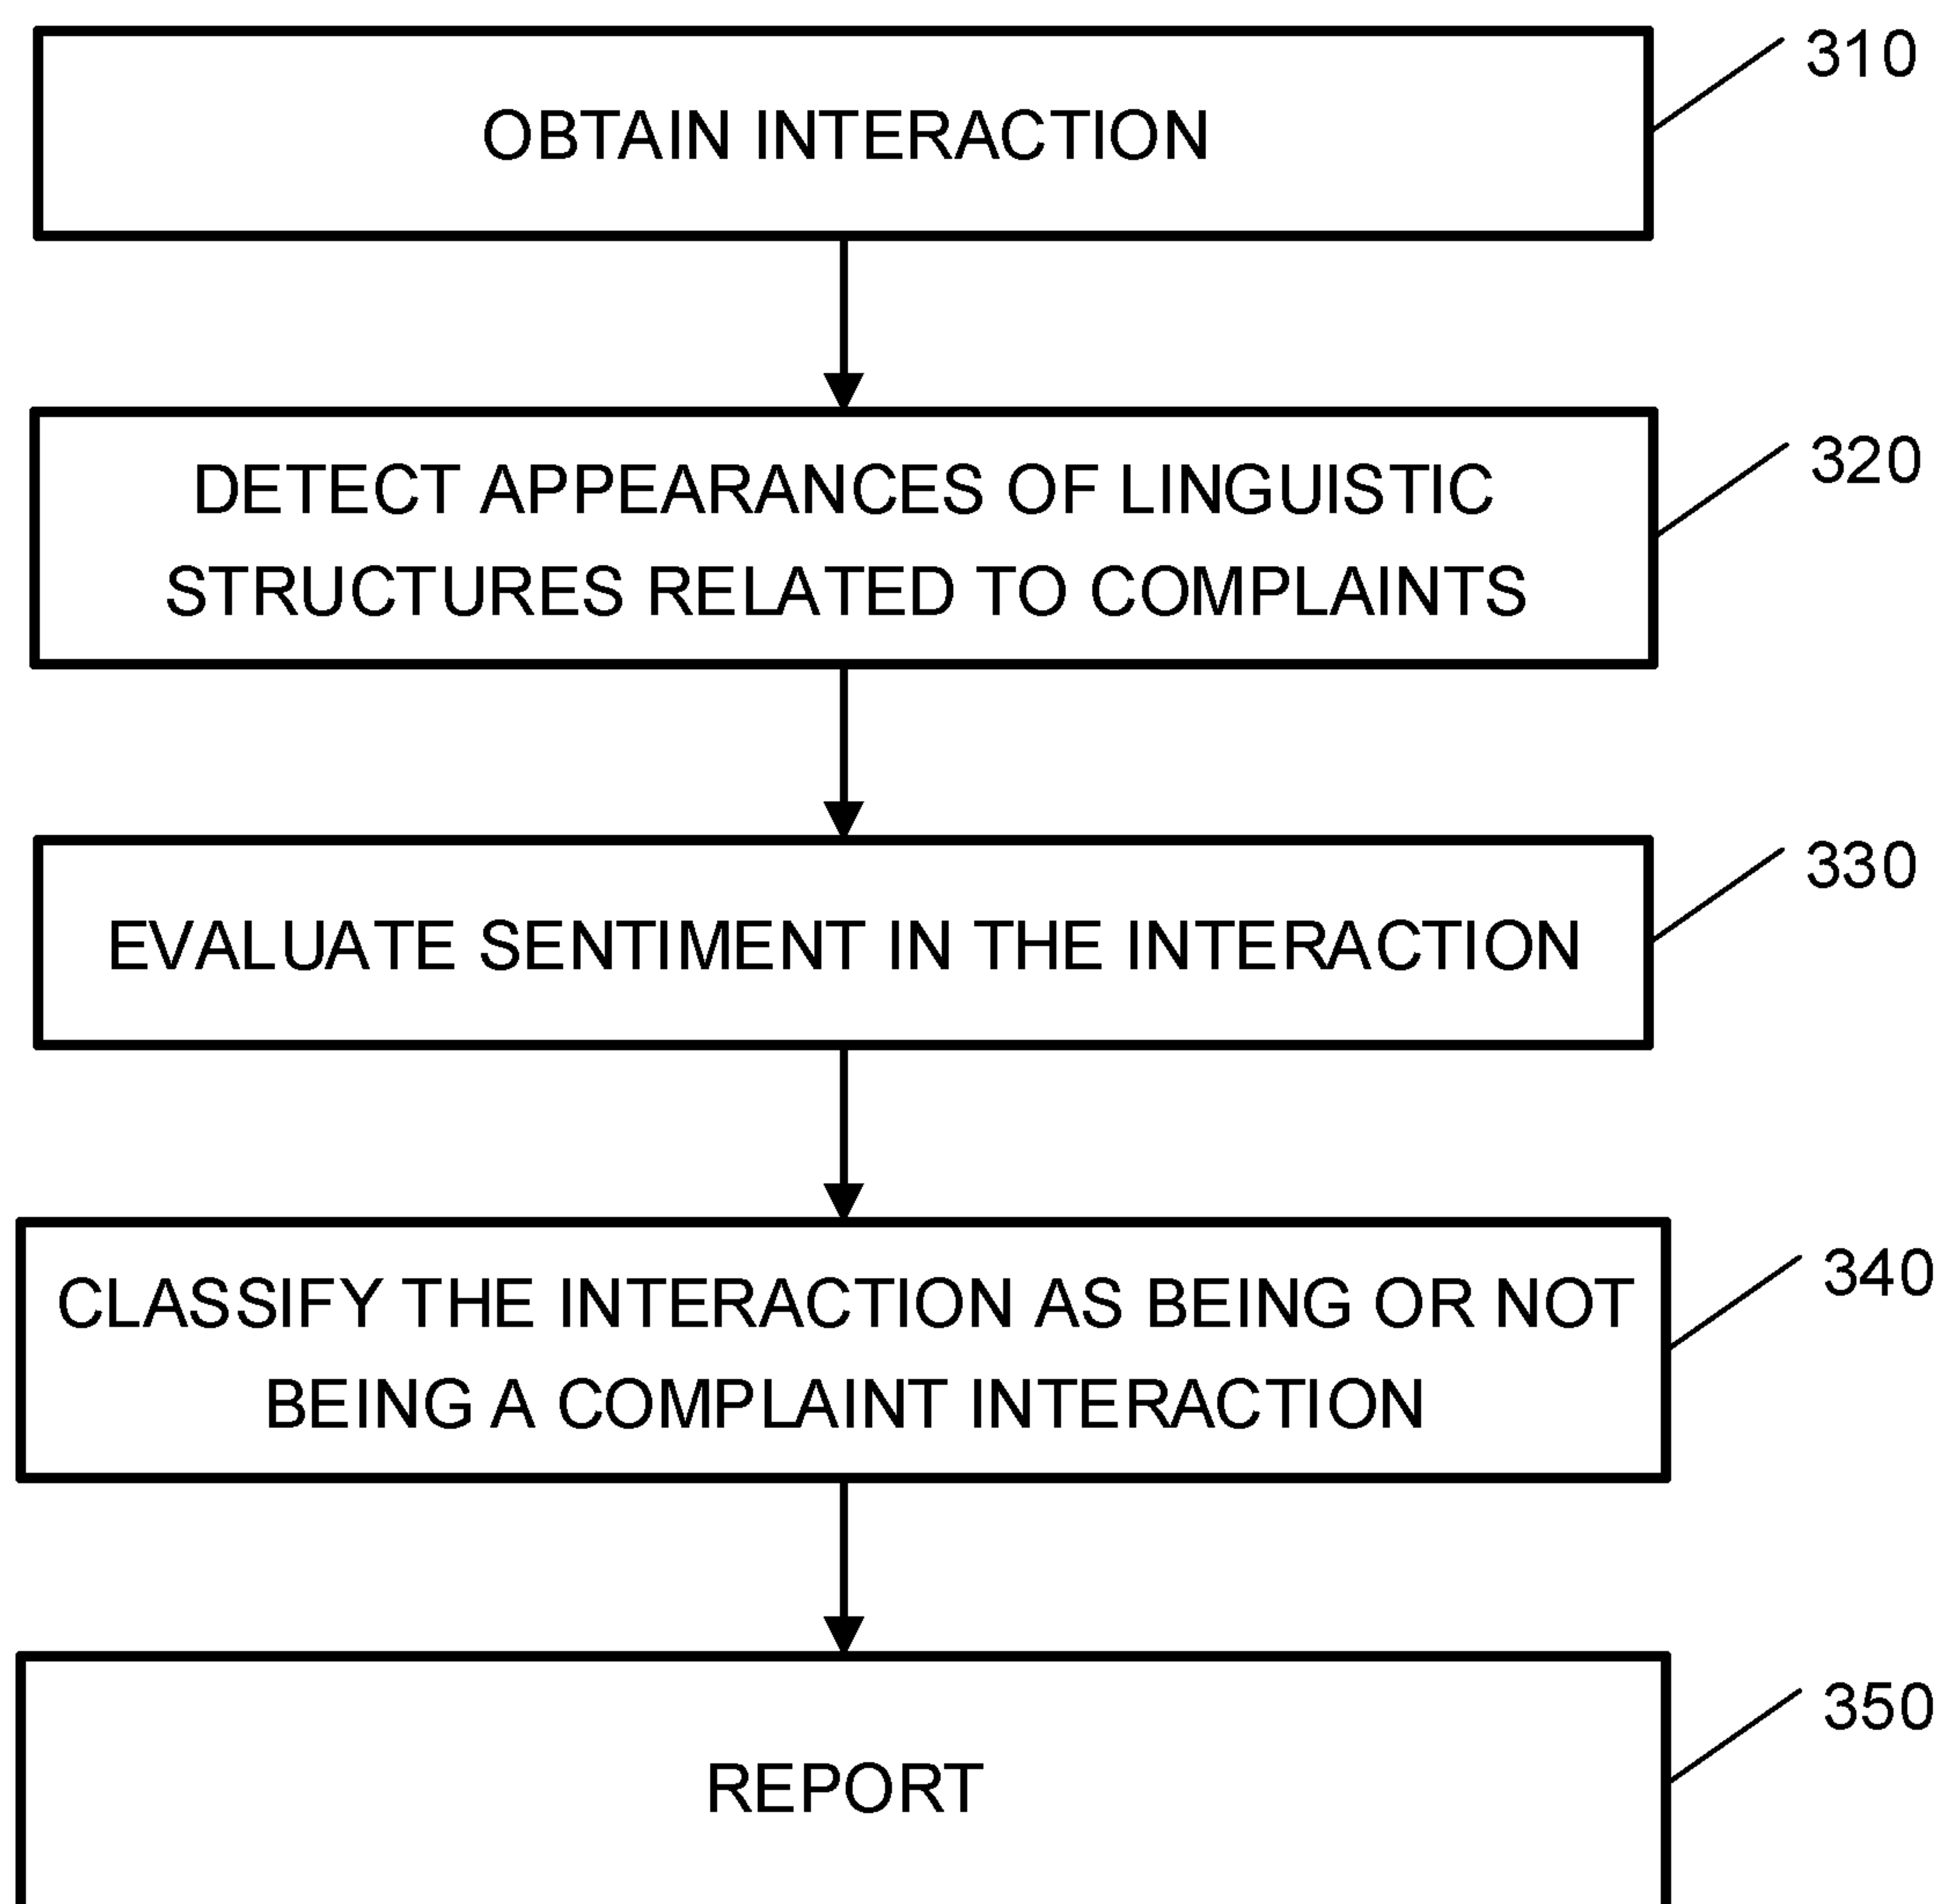 OBTAIN INTERACTION
310
DETECT APPEARANCES OF LINGUISTIC
STRUCTURES RELATED TO COMPLAINTS
320
EVALUATE SENTIMENT IN THE INTERACTION
330
CLASSIFY THE INTERACTION AS BEING OR NOT
BEING A COMPLAINT INTERACTION
340
REPORT
350